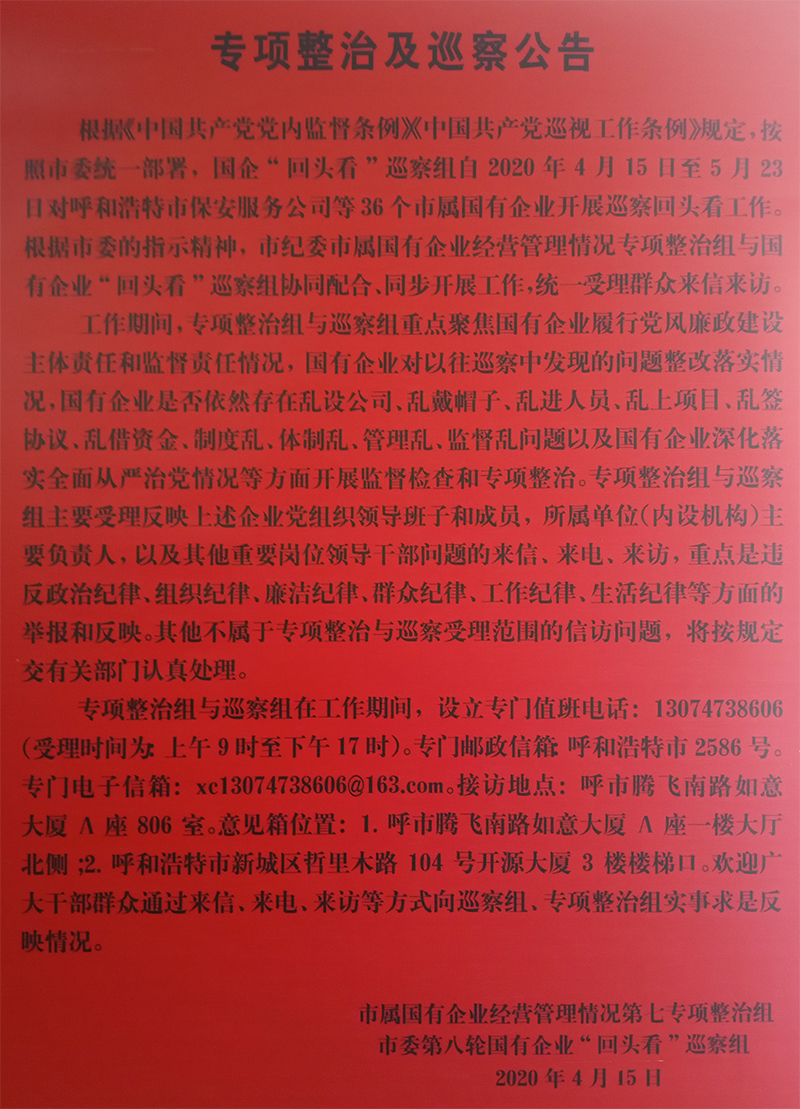 专项整治及巡察公告
根据《中国共产党党内监督条例》《中国共产党巡视工作条例》规定，按
照市委统一部署，国企“回头看”巡察组自 2020 年 4 月 15 日至 5 月 23
日对呼和浩特市保安服务公司等 36 个市属国有企业开展巡察回头看工作。
根据市委的指示精神，市纪委市属国有企业经营管理情况专项整治组与国
有企业“回头看”巡察组协同配合、同步开展工作，统一受理群众来信来访。
工作期间，专项整治组与巡察组重点聚焦国有企业履行党风廉政建设
主体责任和监督责任情况，国有企业对以往巡察中发现的问题整改落实情
况，国有企业是否依然存在乱设公司、乱戴帽子、乱进人员、乱上项目、乱签
协议、乱借资金、制度乱、体制乱、管理乱、监督乱问题以及国有企业深化落
实全面从严治党情况等方面开展监督检查和专项整治。专项整治组与巡察
组主要受理反映上述企业党组织领导班子和成员，所属单位（内设机构）主
要负责人，以及其他重要岗位领导干部问题的来信、来电、来访，重点是违
反政治纪律、组织纪律、廉洁纪律、群众纪律、工作纪律、生活纪律等方面的
举报和反映。其他不属于专项整治与巡察受理范围的信访问题，将按规定
交有关部门认真处理。
专项整治组与巡察组在工作期间，设立专门值班电话：13074738606
（受理时间为：上午 9 时至下午 17 时）。专门邮政信箱：呼和浩特市 2586 号。
专门电子信箱：xc13074738606@163.com。接访地点：呼市腾飞南路如意
大厦 A 座 806 室。意见箱位置：1. 呼市腾飞南路如意大厦 A 座一楼大厅
北侧；2. 呼和浩特市新城区哲里木路 104 号开源大厦 3 楼楼梯口。欢迎广
大干部群众通过来信、来电、来访等方式向巡察组、专项整治组实事求是反
映情况。
市属国有企业经营管理情况第七专项整治组
市委第八轮国有企业“回头看”巡察组
2020 年 4 月 15 日